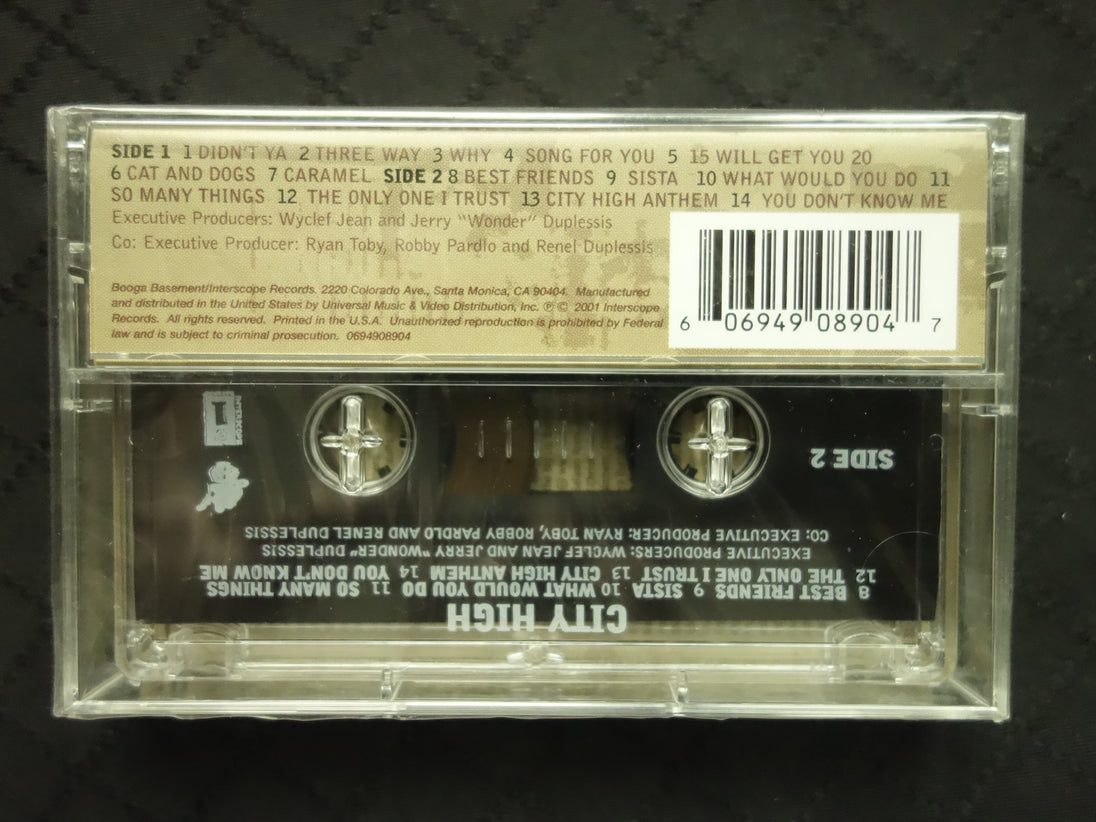 SIDE 1 1 DIDN'T YA 2 THREE WAY 3 WHY 4 SONG FOR YOU 5 15 WILL GET YOU 20
6 CAT AND DOGS 7 CARAMEL SIDE 2 8 BEST FRIENDS 9 SISTA 10 WHAT WOULD YOU DO 11
SO MANY THINGS 12 THE ONLY ONE I TRUST 13 CITY HIGH ANTHEM 14 YOU DON'T KNOW ME
Executive Producers: Wyclef Jean and Jerry "Wonder" Duplessis
Co: Executive Producer: Ryan Toby, Robby Pardlo and Renel Duplessis
Booga Basement/Interscope Records. 2220 Colorado Ave., Santa Monica, CA 90404. Manufactured
and distributed in the United States by Universal Music & Video Distribution, Inc. ℗ © 2001 Interscope
Records. All rights reserved. Printed in the U.S.A. Unauthorized reproduction is prohibited by Federal
law and is subject to criminal prosecution. 0694908904
6 06949 08904 7
CITY HIGH
8 BEST FRIENDS 9 SISTA 10 WHAT WOULD YOU DO 11 SO MANY THINGS
12 THE ONLY ONE I TRUST 13 CITY HIGH ANTHEM 14 YOU DON'T KNOW ME
EXECUTIVE PRODUCERS: WYCLEF JEAN AND JERRY "WONDER" DUPLESSIS
CO: EXECUTIVE PRODUCER: RYAN TOBY, ROBBY PARDLO AND RENEL DUPLESSIS
SIDE 2
INTERSCOPE